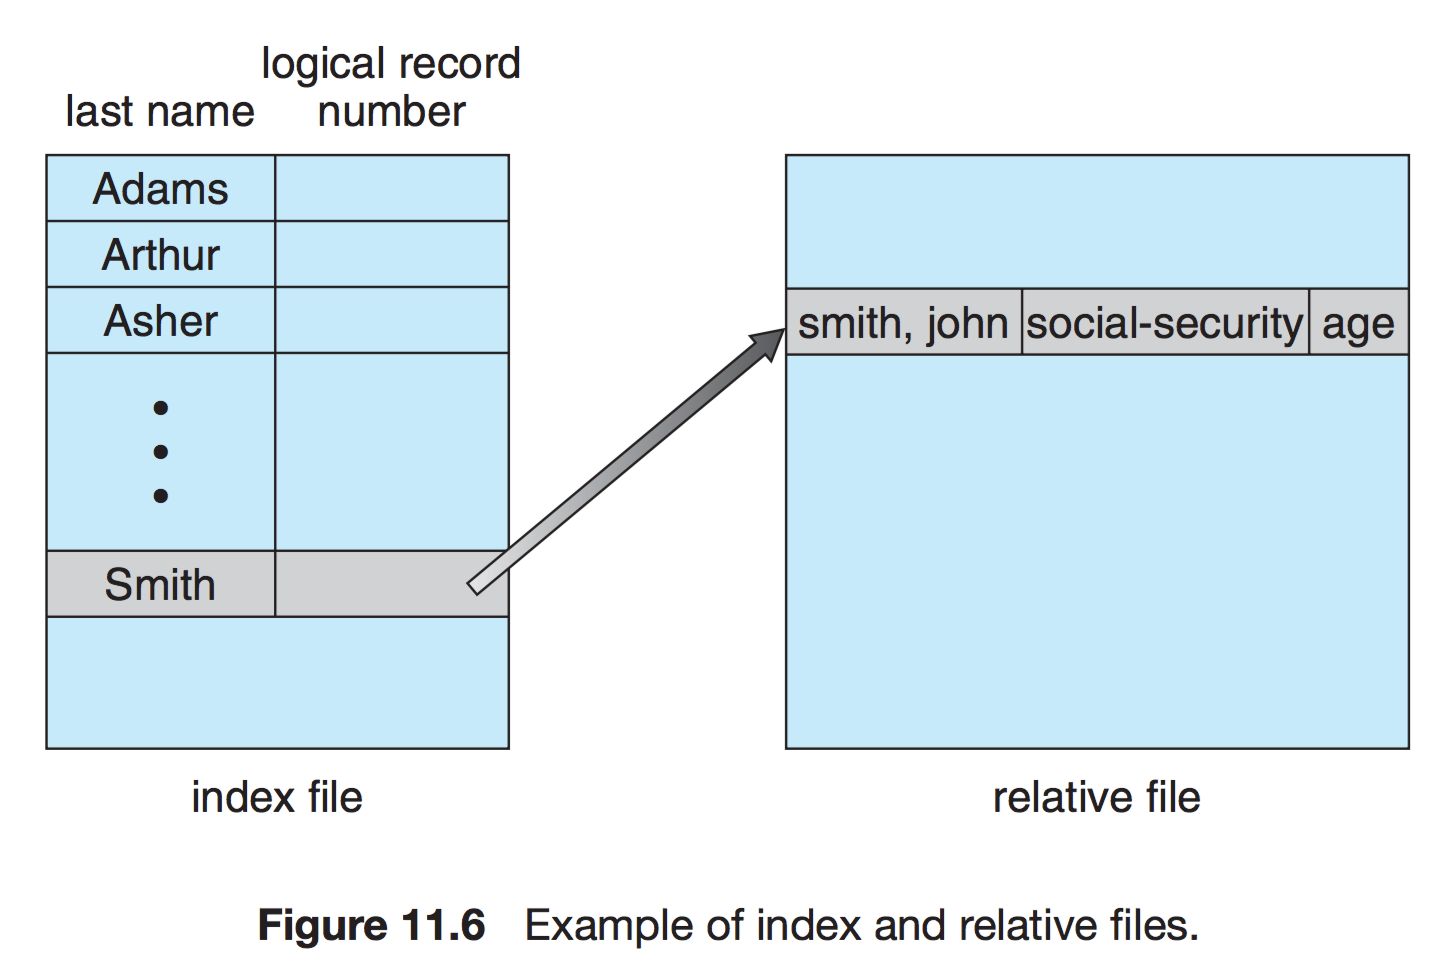 logical record
last name number
Adams
Arthur
Asher
Smith
smith, john social-security age
index file
relative file
Figure 11.6 Example of index and relative files.